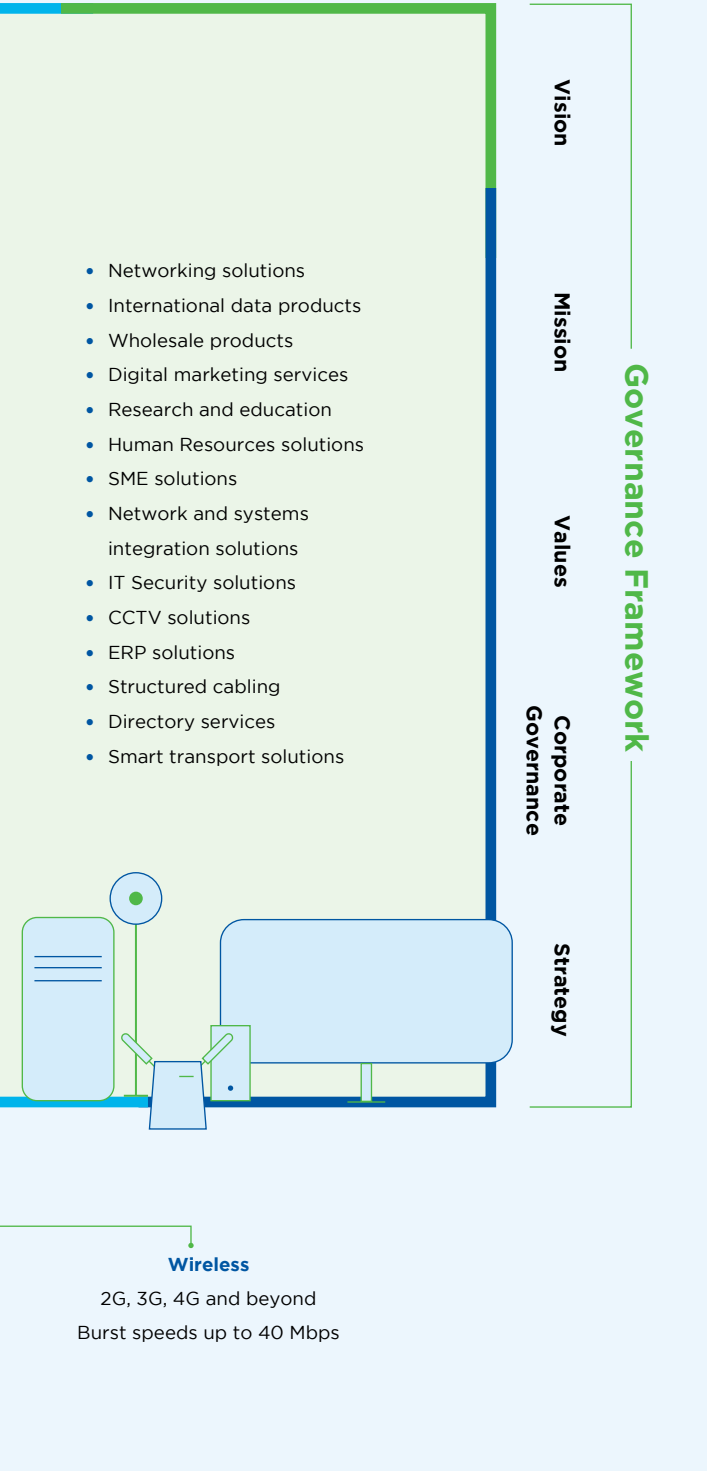 • Networking solutions
• International data products
• Wholesale products
• Digital marketing services
• Research and education
• Human Resources solutions
• SME solutions
• Network and systems
integration solutions
• IT Security solutions
• CCTV solutions
• ERP solutions
• Structured cabling
• Directory services
• Smart transport solutions
Vision
Mission
Values
Corporate
Governance
Strategy
Governance Framework
Wireless
2G, 3G, 4G and beyond
Burst speeds up to 40 Mbps